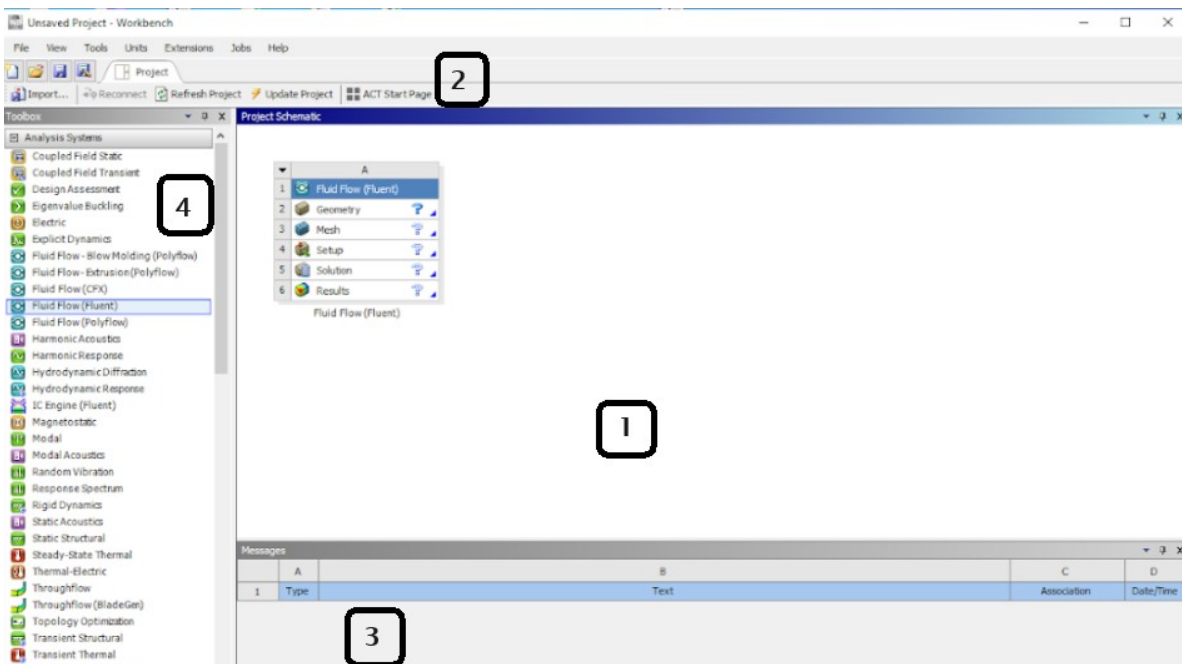 Unsaved Project - Workbench
File View Tools Units Extensions Jobs Help
Project
2
Import... Reconnect Refresh Project Update Project ACT Start Page
Toolbox
Project Schematic
Analysis Systems
Coupled Field Static
Coupled Field Transient
Design Assessment
Eigenvalue Buckling
4
Electric
Explicit Dynamics
Fluid Flow - Blow Molding (Polyflow)
Fluid Flow - Extrusion (Polyflow)
Fluid Flow (CFX)
Fluid Flow (Fluent)
Fluid Flow (Polyflow)
Harmonic Acoustics
Harmonic Response
Hydrodynamic Diffraction
Hydrodynamic Response
IC Engine (Fluent)
Magnetostatic
Modal
Modal Acoustics
Random Vibration
Response Spectrum
Rigid Dynamics
Static Acoustics
Static Structural
Steady-State Thermal
Thermal-Electric
Throughflow
Throughflow (BladeGen)
Topology Optimization
Transient Structural
Transient Thermal
A
1 Fluid Flow (Fluent)
2 Geometry ?
3 Mesh ?
4 Setup ?
5 Solution ?
6 Results ?
Fluid Flow (Fluent)
1
Messages
A B C D
1 Type Text Association Date/Time
3